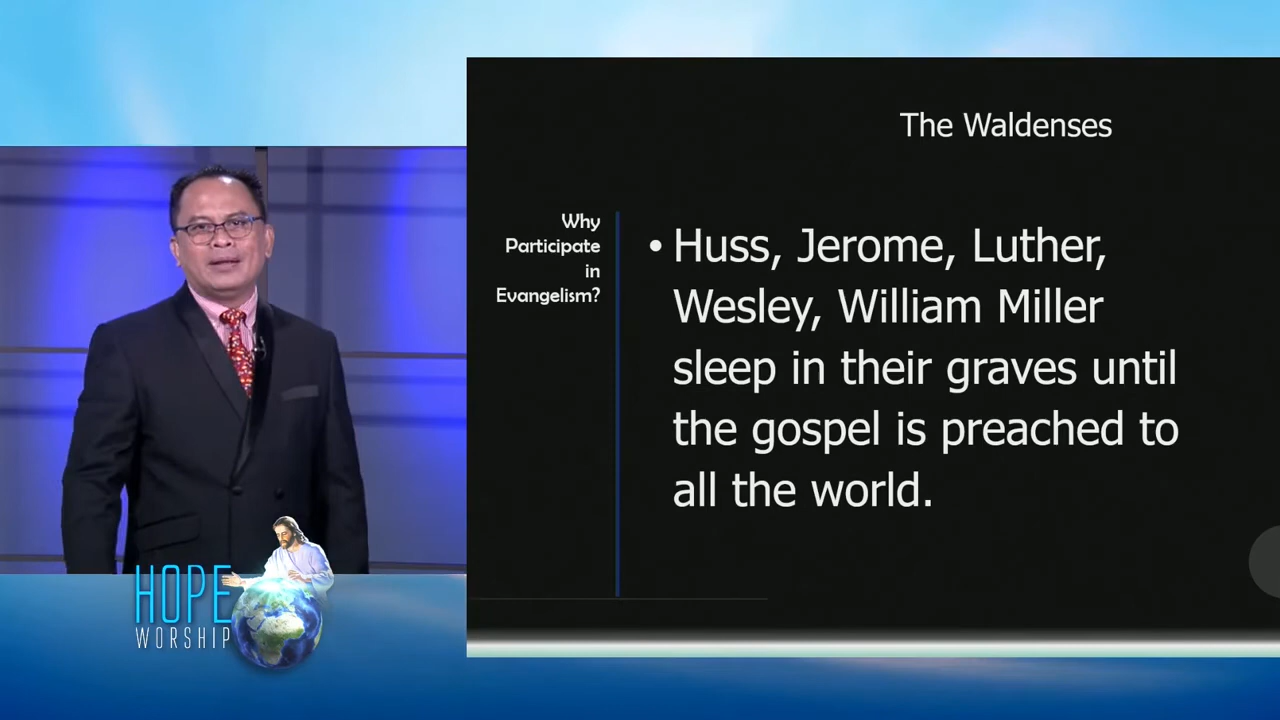 The Waldenses
Why
Participate
in
Evangelism?
• Huss, Jerome, Luther,
Wesley, William Miller
sleep in their graves until
the gospel is preached to
all the world.
HOPE
WORSHIP